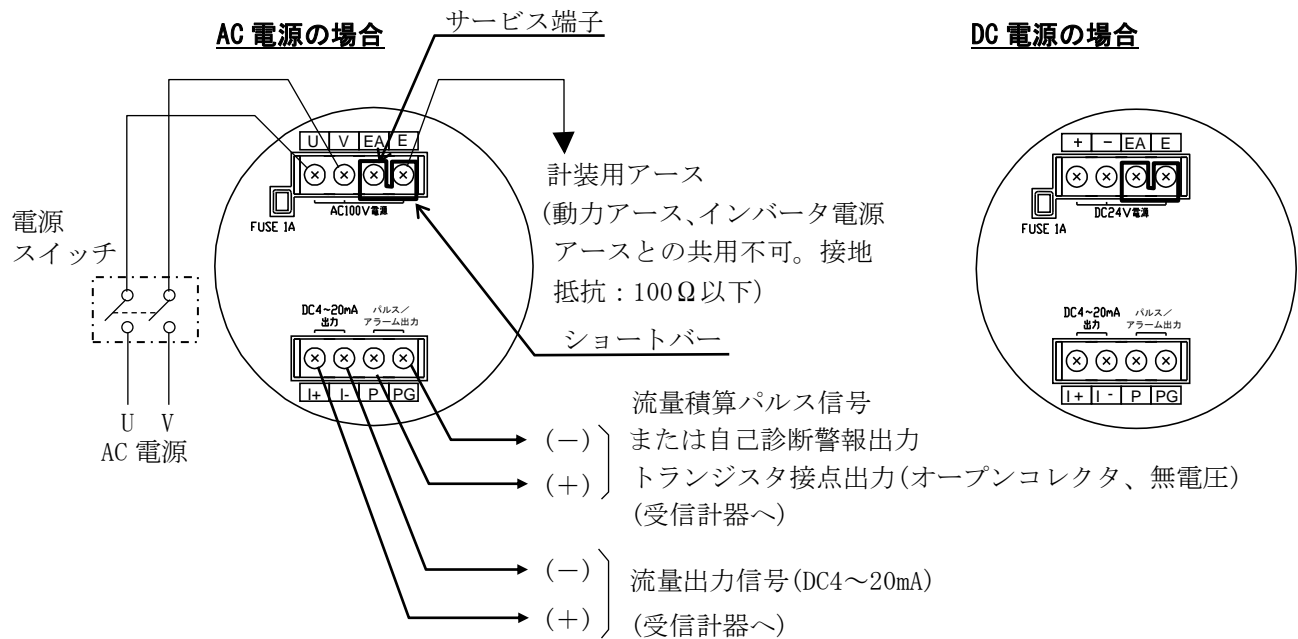 AC 電源の場合
サービス端子
U V EA E
AC100V電源
FUSE 1A
計装用アース
(動力アース、インバータ電源
アースとの共用不可。接地
抵抗：100Ω以下)
電源
スイッチ
DC4~20mA
出力
パルス/
アラーム出力
I+ I- P PG
ショートバー
U V
AC 電源
(－)
(＋)
流量積算パルス信号
または自己診断警報出力
トランジスタ接点出力(オープンコレクタ、無電圧)
(受信計器へ)
(－)
(＋)
流量出力信号(DC4～20mA)
(受信計器へ)
DC 電源の場合
+ - EA E
DC24V電源
FUSE 1A
DC4~20mA
出力
パルス/
アラーム出力
I+ I- P PG